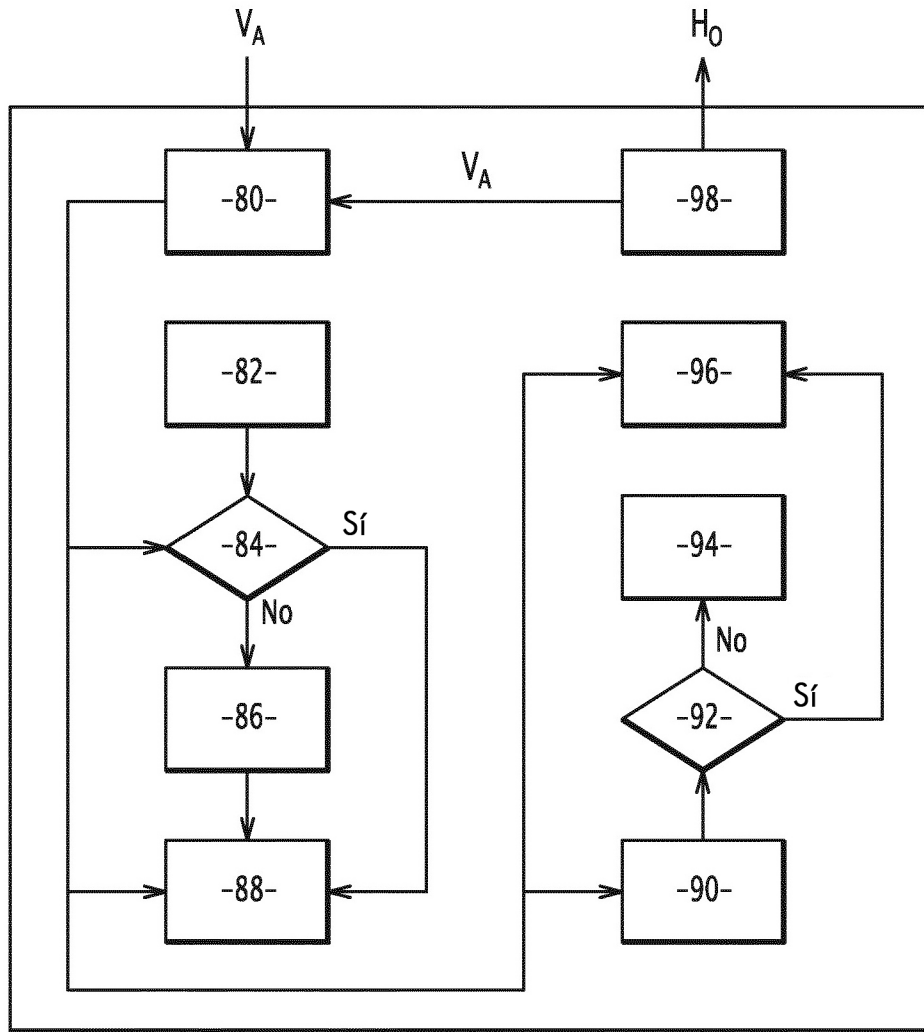 V_A
H_0
-80-
V_A
-98-
-82-
-96-
-84-
Sí
-94-
No
No
-86-
-92-
Sí
-88-
-90-